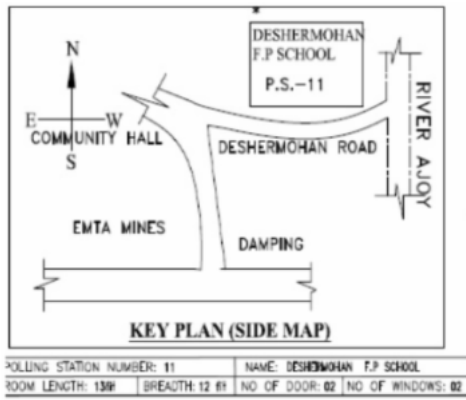 DESHERMOHAN
F.P SCHOOL
P.S.-11
N
E W
S
COMMUNITY HALL
DESHERMOHAN ROAD
RIVER AJOY
EMTA MINES
DAMPING
KEY PLAN (SIDE MAP)
POLLING STATION NUMBER: 11 NAME: DESHERMOHAN F.P SCHOOL
ROOM LENGTH: BREADTH: 12 NO OF DOOR: 02 NO OF WINDOWS: 02